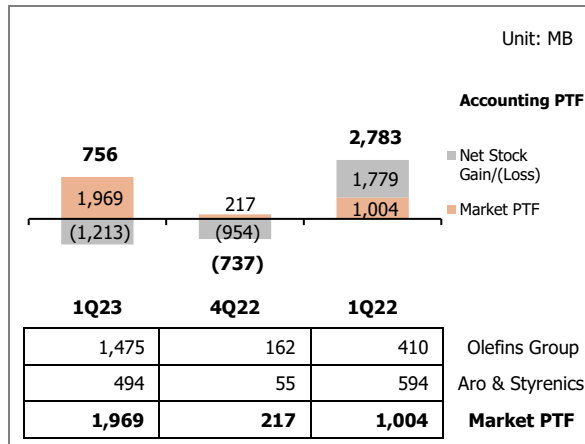 Unit: MB
Accounting PTF
756
2,783
Net Stock
Gain/(Loss)
Market PTF
1,969
217
1,779
1,004
(1,213)
(954)
(737)
1Q23 4Q22 1Q22
1,475 162 410 Olefins Group
494 55 594 Aro & Styrenics
1,969 217 1,004 Market PTF